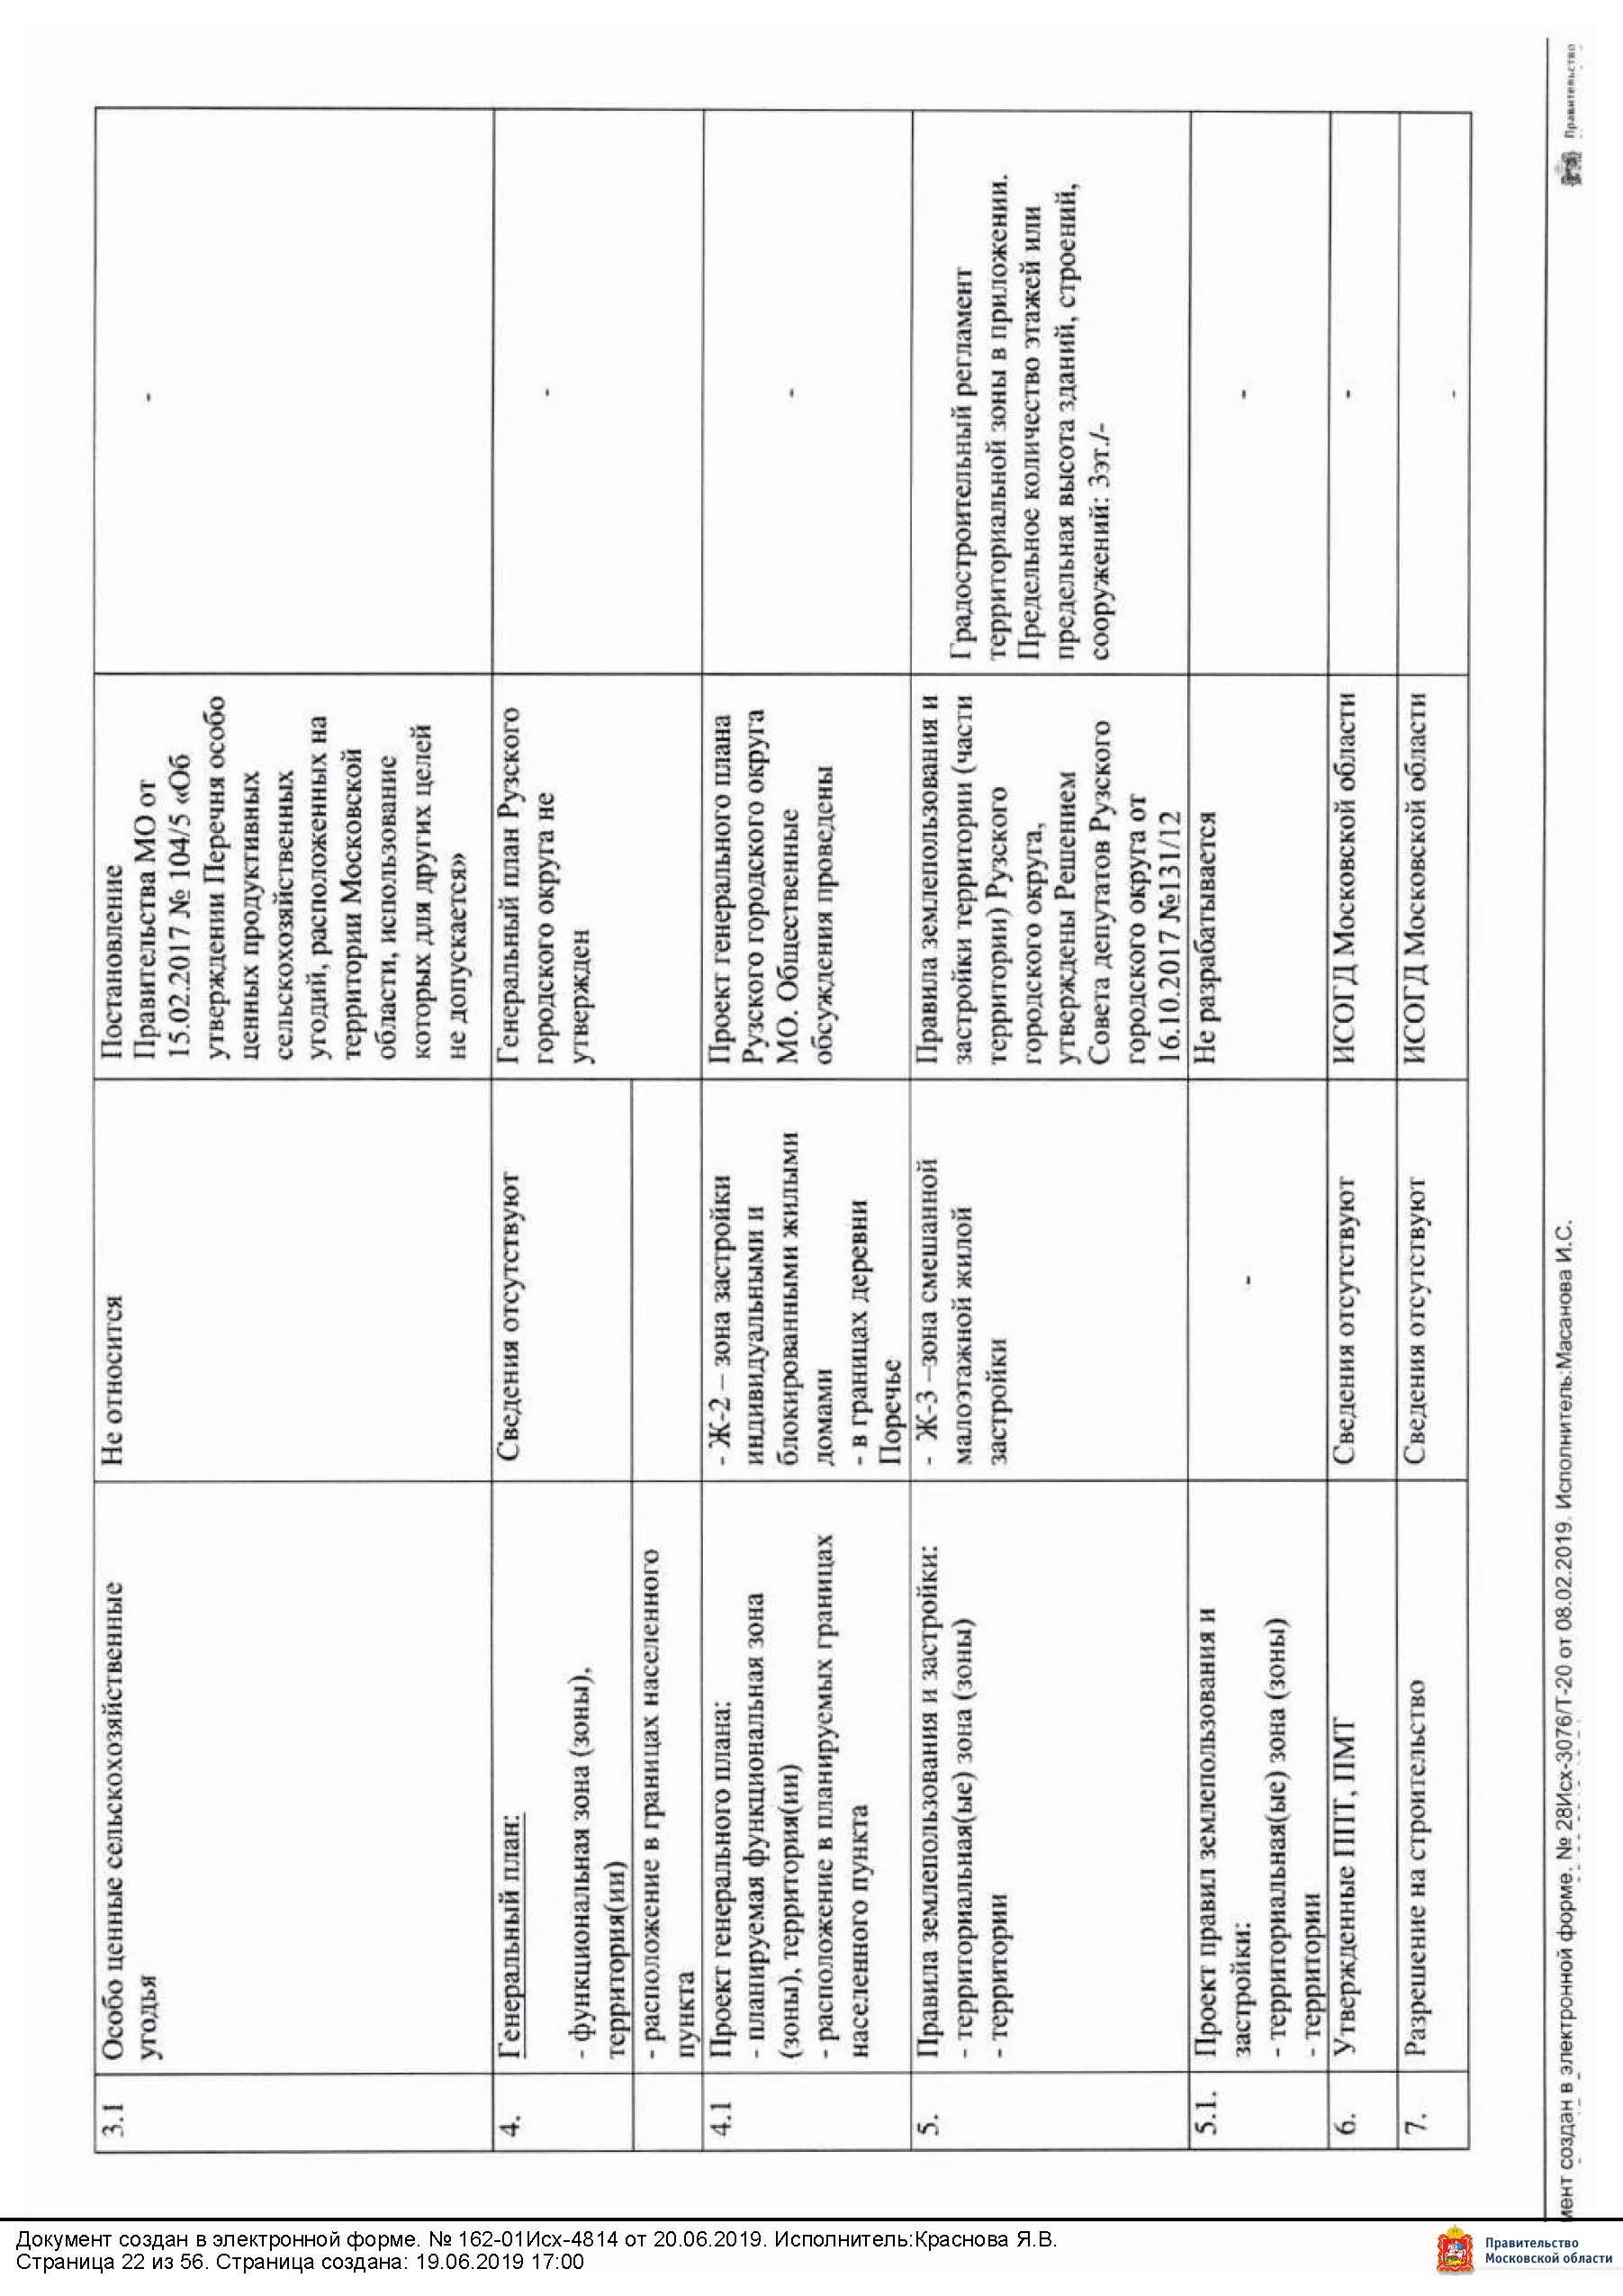 3.1
Особо ценные сельскохозяйственные
угодья
Не относится
Постановление
Правительства МО от
15.02.2017 № 104/5 «Об
утверждении Перечня особо
ценных продуктивных
сельскохозяйственных
угодий, расположенных на
территории Московской
области, использование
которых для других целей
не допускается»
-
4.
Генеральный план:
- функциональная зона (зоны),
территория(ии)
Сведения отсутствуют
Генеральный план Рузского
городского округа не
утвержден
-
- расположение в границах населенного
пункта
4.1
Проект генерального плана:
- планируемая функциональная зона
(зоны), территория(ии)
- расположение в планируемых границах
населенного пункта
- Ж-2 – зона застройки
индивидуальными и
блокированными жилыми
домами
- в границах деревни
Поречье
Проект генерального плана
Рузского городского округа
МО. Общественные
обсуждения проведены
-
5.
Правила землепользования и застройки:
- территориальная(ые) зона (зоны)
- территории
- Ж-3 –зона смешанной
малоэтажной жилой
застройки
Правила землепользования и
застройки территории (части
территории) Рузского
городского округа,
утверждены Решением
Совета депутатов Рузского
городского округа от
16.10.2017 №131/12
Градостроительный регламент
территориальной зоны в приложении.
Предельное количество этажей или
предельная высота зданий, строений,
сооружений: 3эт./-
5.1.
Проект правил землепользования и
застройки:
- территориальная(ые) зона (зоны)
- территории
-
Не разрабатывается
-
6.
Утвержденные ППТ, ПМТ
Сведения отсутствуют
ИСОГД Московской области
-
7.
Разрешение на строительство
Сведения отсутствуют
ИСОГД Московской области
-
мент создан в электронной форме. № 28Исх-3076/Т-20 от 08.02.2019. Исполнитель:Масанова И.С.
Правительство
Документ создан в электронной форме. № 162-01Исх-4814 от 20.06.2019. Исполнитель:Краснова Я.В.
Страница 22 из 56. Страница создана: 19.06.2019 17:00
Правительство
Московской области